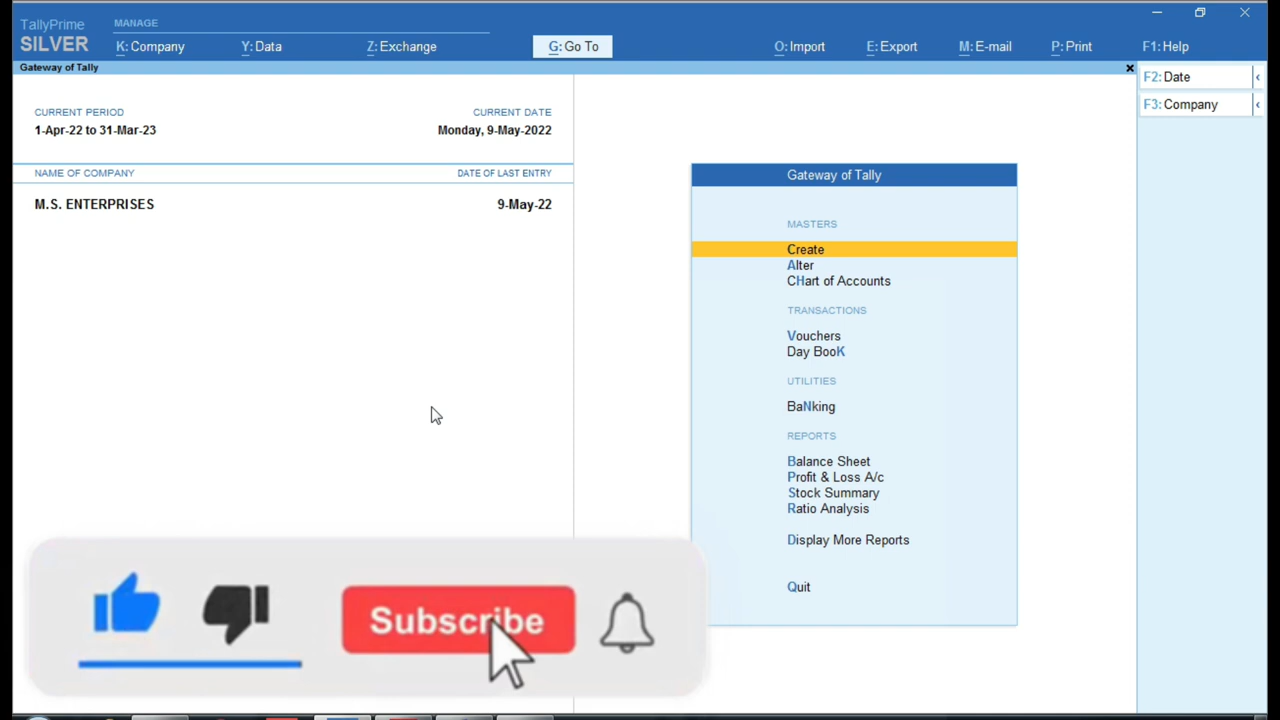 TallyPrime
SILVER
MANAGE
K: Company
Y: Data
Z: Exchange
G: Go To
O: Import
E: Export
M: E-mail
P: Print
F1: Help
Gateway of Tally
F2: Date
F3: Company
CURRENT PERIOD
CURRENT DATE
1-Apr-22 to 31-Mar-23
Monday, 9-May-2022
NAME OF COMPANY
DATE OF LAST ENTRY
M.S. ENTERPRISES
9-May-22
Gateway of Tally
MASTERS
Create
Alter
CHart of Accounts
TRANSACTIONS
Vouchers
Day BooK
UTILITIES
BaNking
REPORTS
Balance Sheet
Profit & Loss A/c
Stock Summary
Ratio Analysis
Display More Reports
Quit
Subscribe